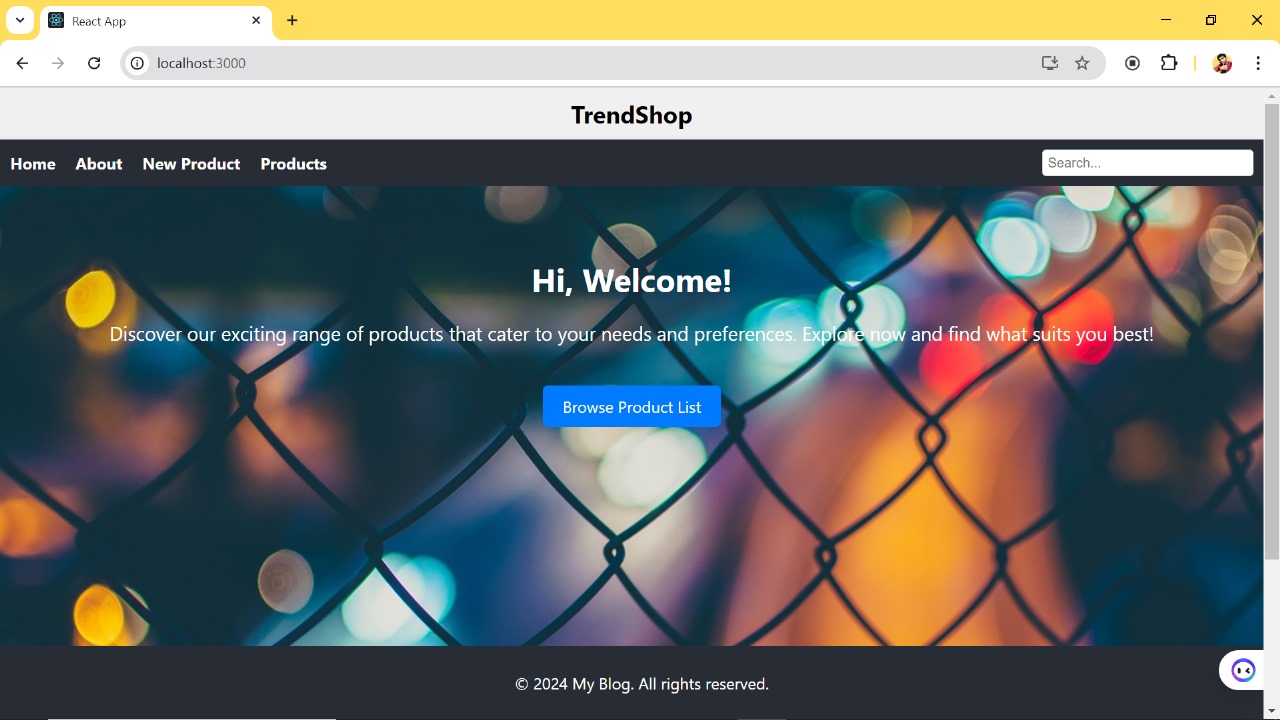 React App
localhost:3000
TrendShop
Home About New Product Products Search...
Hi, Welcome!
Discover our exciting range of products that cater to your needs and preferences. Explore now and find what suits you best!
Browse Product List
© 2024 My Blog. All rights reserved.